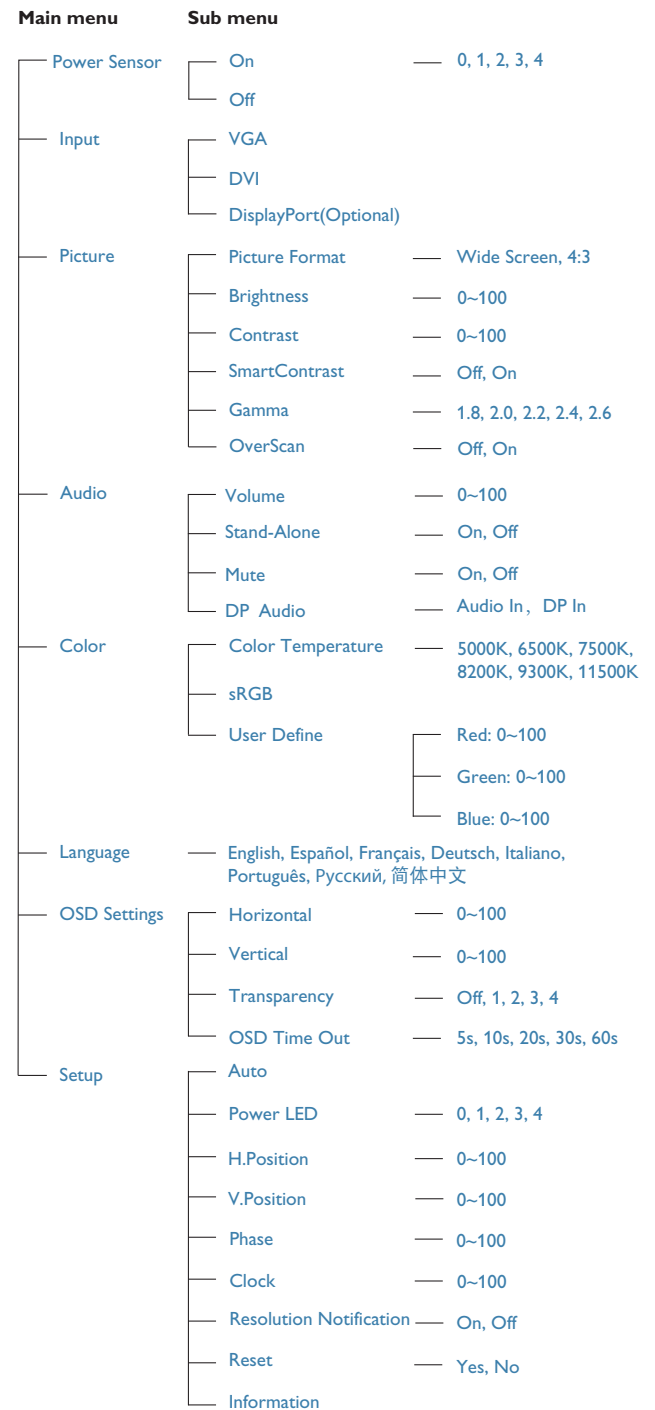 Main menu Sub menu
Power Sensor On 0, 1, 2, 3, 4
Off
Input VGA
DVI
DisplayPort(Optional)
Picture Picture Format Wide Screen, 4:3
Brightness 0~100
Contrast 0~100
SmartContrast Off, On
Gamma 1.8, 2.0, 2.2, 2.4, 2.6
OverScan Off, On
Audio Volume 0~100
Stand-Alone On, Off
Mute On, Off
DP Audio Audio In，DP In
Color Color Temperature 5000K, 6500K, 7500K,
8200K, 9300K, 11500K
sRGB
User Define Red: 0~100
Green: 0~100
Blue: 0~100
Language English, Español, Français, Deutsch, Italiano,
Português, Русский, 简体中文
OSD Settings Horizontal 0~100
Vertical 0~100
Transparency Off, 1, 2, 3, 4
OSD Time Out 5s, 10s, 20s, 30s, 60s
Setup Auto
Power LED 0, 1, 2, 3, 4
H.Position 0~100
V.Position 0~100
Phase 0~100
Clock 0~100
Resolution Notification On, Off
Reset Yes, No
Information